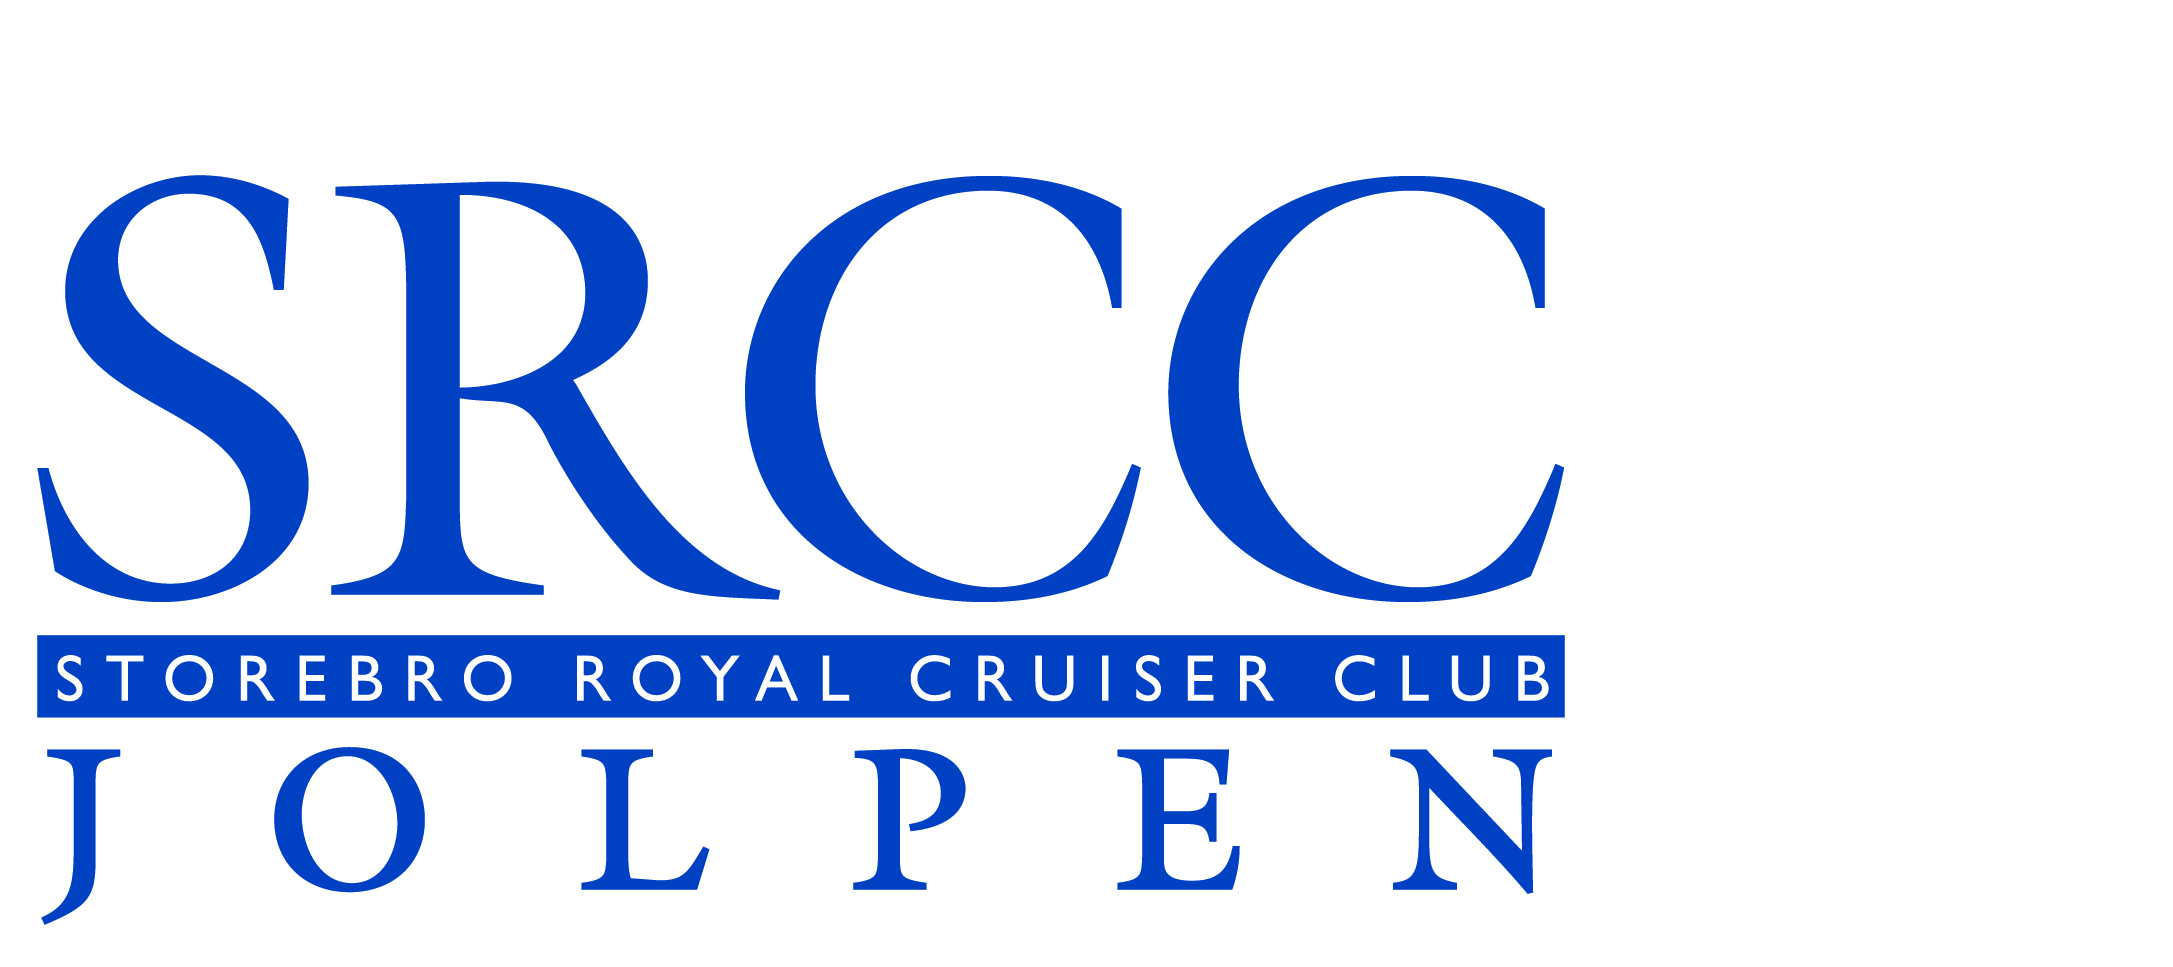 SRCC
STOREBRO ROYAL CRUISER CLUB
JOLPEN